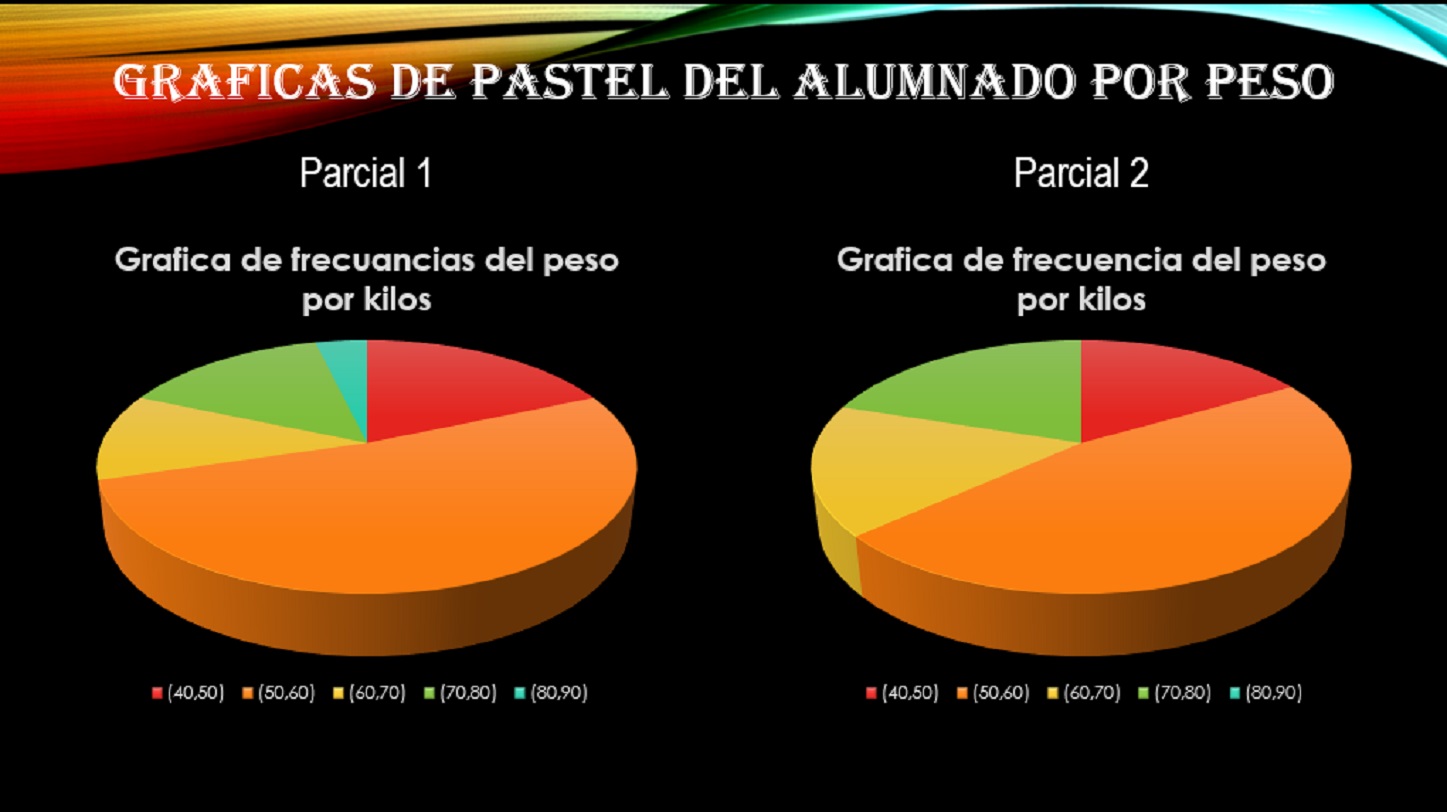 GRAFICAS DE PASTEL DEL ALUMNADO POR PESO
Parcial 1
Grafica de frecuancias del peso
por kilos
(40,50) (50,60) (60,70) (70,80) (80,90)
Parcial 2
Grafica de frecuencia del peso
por kilos
(40,50) (50,60) (60,70) (70,80) (80,90)